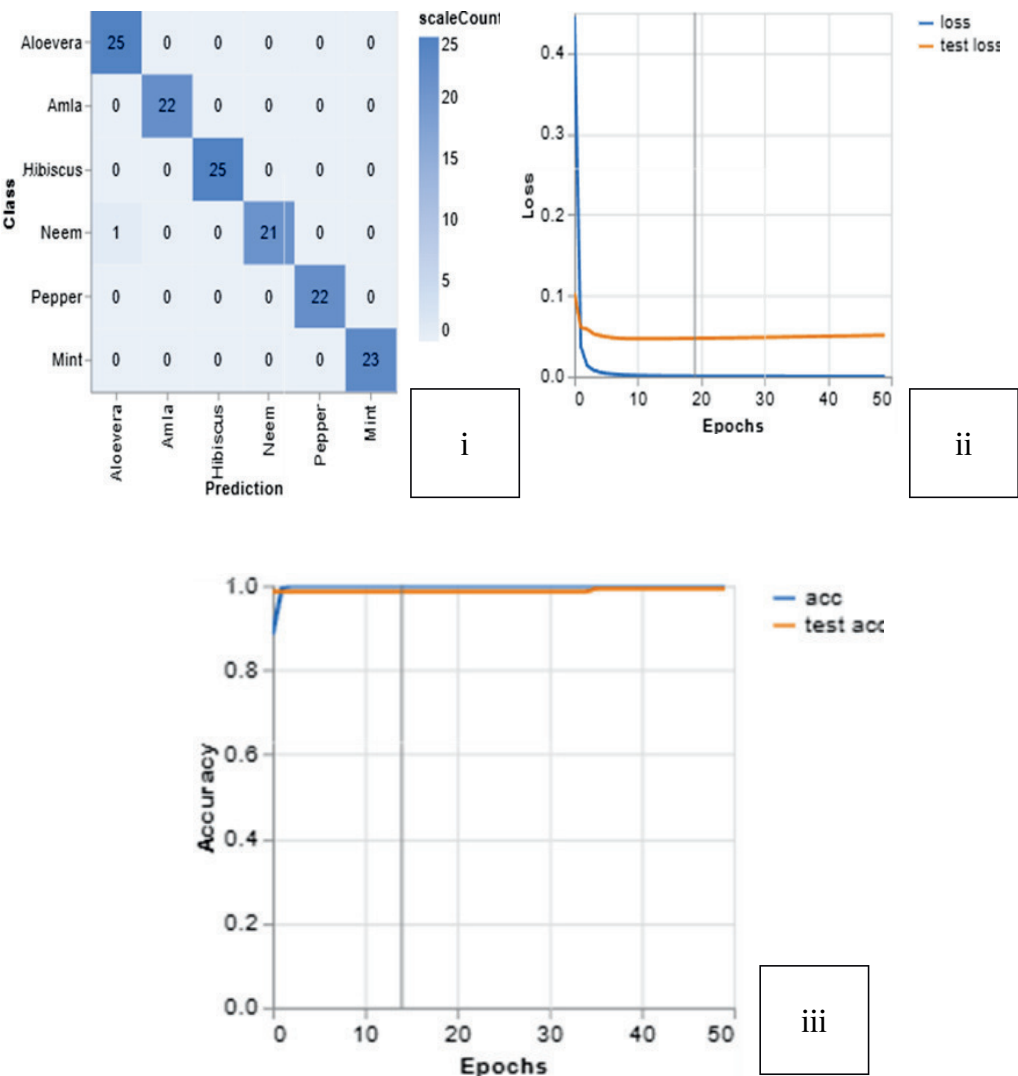 scaleCount
Aloevera 25 0 0 0 0 0 25
Amla 0 22 0 0 0 0 20
Hibiscus 0 0 25 0 0 0 15
Neem 1 0 0 21 0 0 10
Pepper 0 0 0 0 22 0 5
Mint 0 0 0 0 0 23 0
Class
Aloevera Amla Hibiscus Neem Pepper Mint
Prediction
i
loss
test loss
0.4
0.3
0.2
0.1
0.0
Loss
0 10 20 30 40 50
Epochs
ii
acc
test acc
1.0
0.8
0.6
0.4
0.2
0.0
Accuracy
0 10 20 30 40 50
Epochs
iii